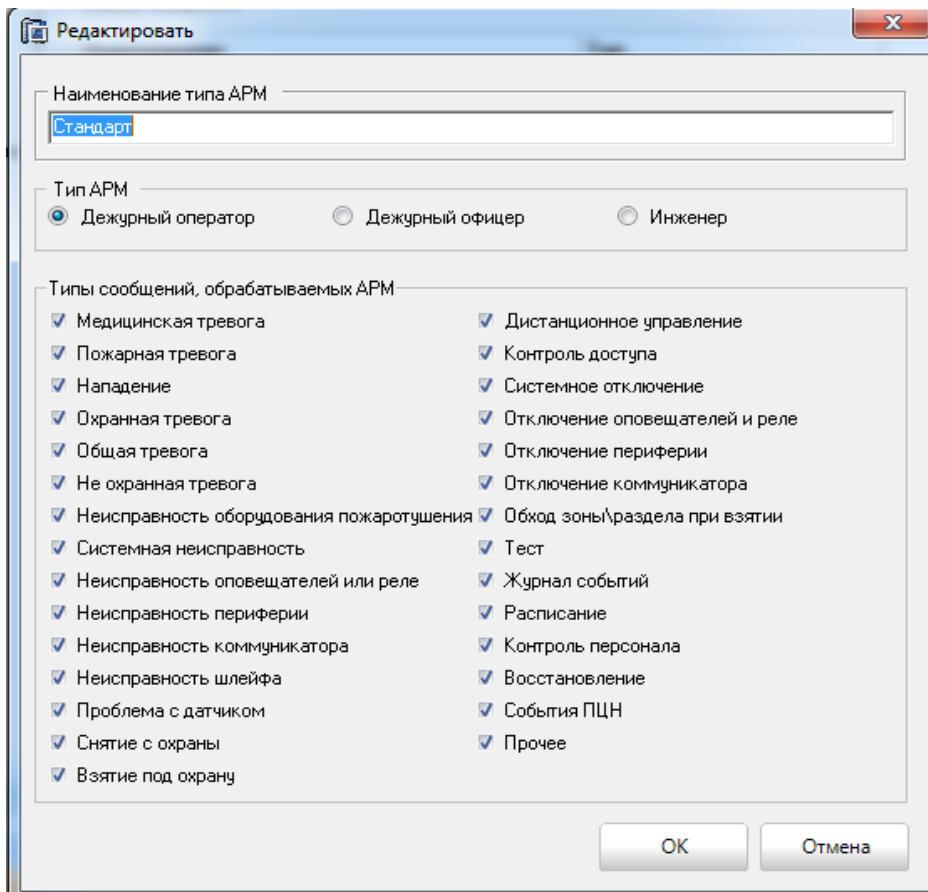 Редактировать
Наименование типа АРМ
Стандарт
Тип АРМ
Дежурный оператор
Дежурный офицер
Инженер
Типы сообщений, обрабатываемых АРМ
Медицинская тревога
Пожарная тревога
Нападение
Охранная тревога
Общая тревога
Не охранная тревога
Неисправность оборудования пожаротушения
Системная неисправность
Неисправность оповещателей или реле
Неисправность периферии
Неисправность коммуникатора
Неисправность шлейфа
Проблема с датчиком
Снятие с охраны
Взятие под охрану
Дистанционное управление
Контроль доступа
Системное отключение
Отключение оповещателей и реле
Отключение периферии
Отключение коммуникатора
Обход зоны\раздела при взятии
Тест
Журнал событий
Расписание
Контроль персонала
Восстановление
События ПЦН
Прочее
ОК
Отмена